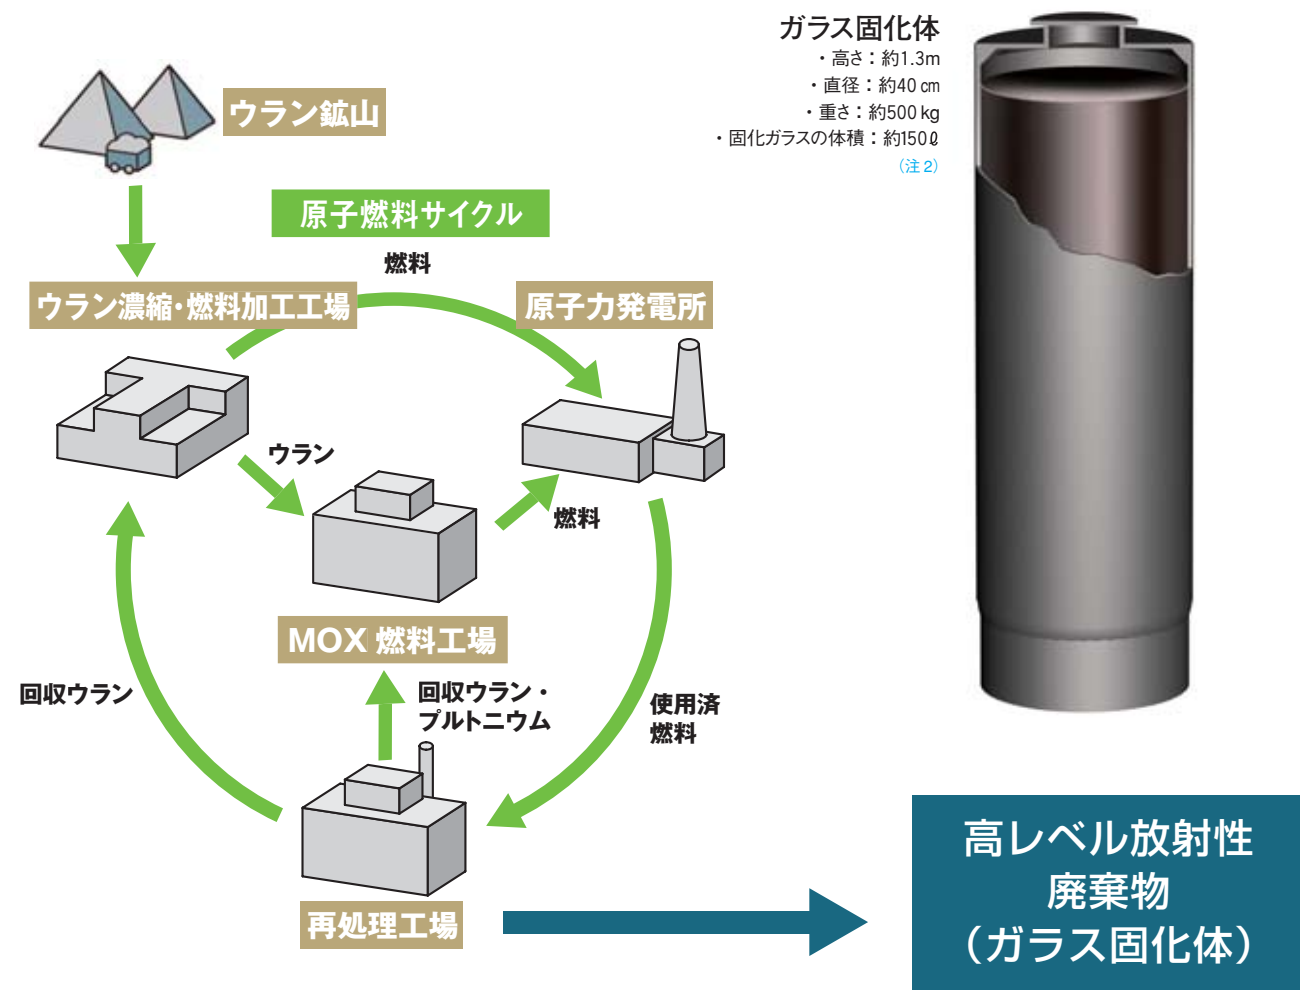 ガラス固化体
・高さ：約1.3m
・直径：約40㎝
・重さ：約500kg
・固化ガラスの体積：約150ℓ
（注2）
ウラン鉱山
原子燃料サイクル
燃料
ウラン濃縮・燃料加工工場
原子力発電所
ウラン
燃料
MOX 燃料工場
回収ウラン
回収ウラン・
プルトニウム
使用済
燃料
再処理工場
高レベル放射性
廃棄物
（ガラス固化体）